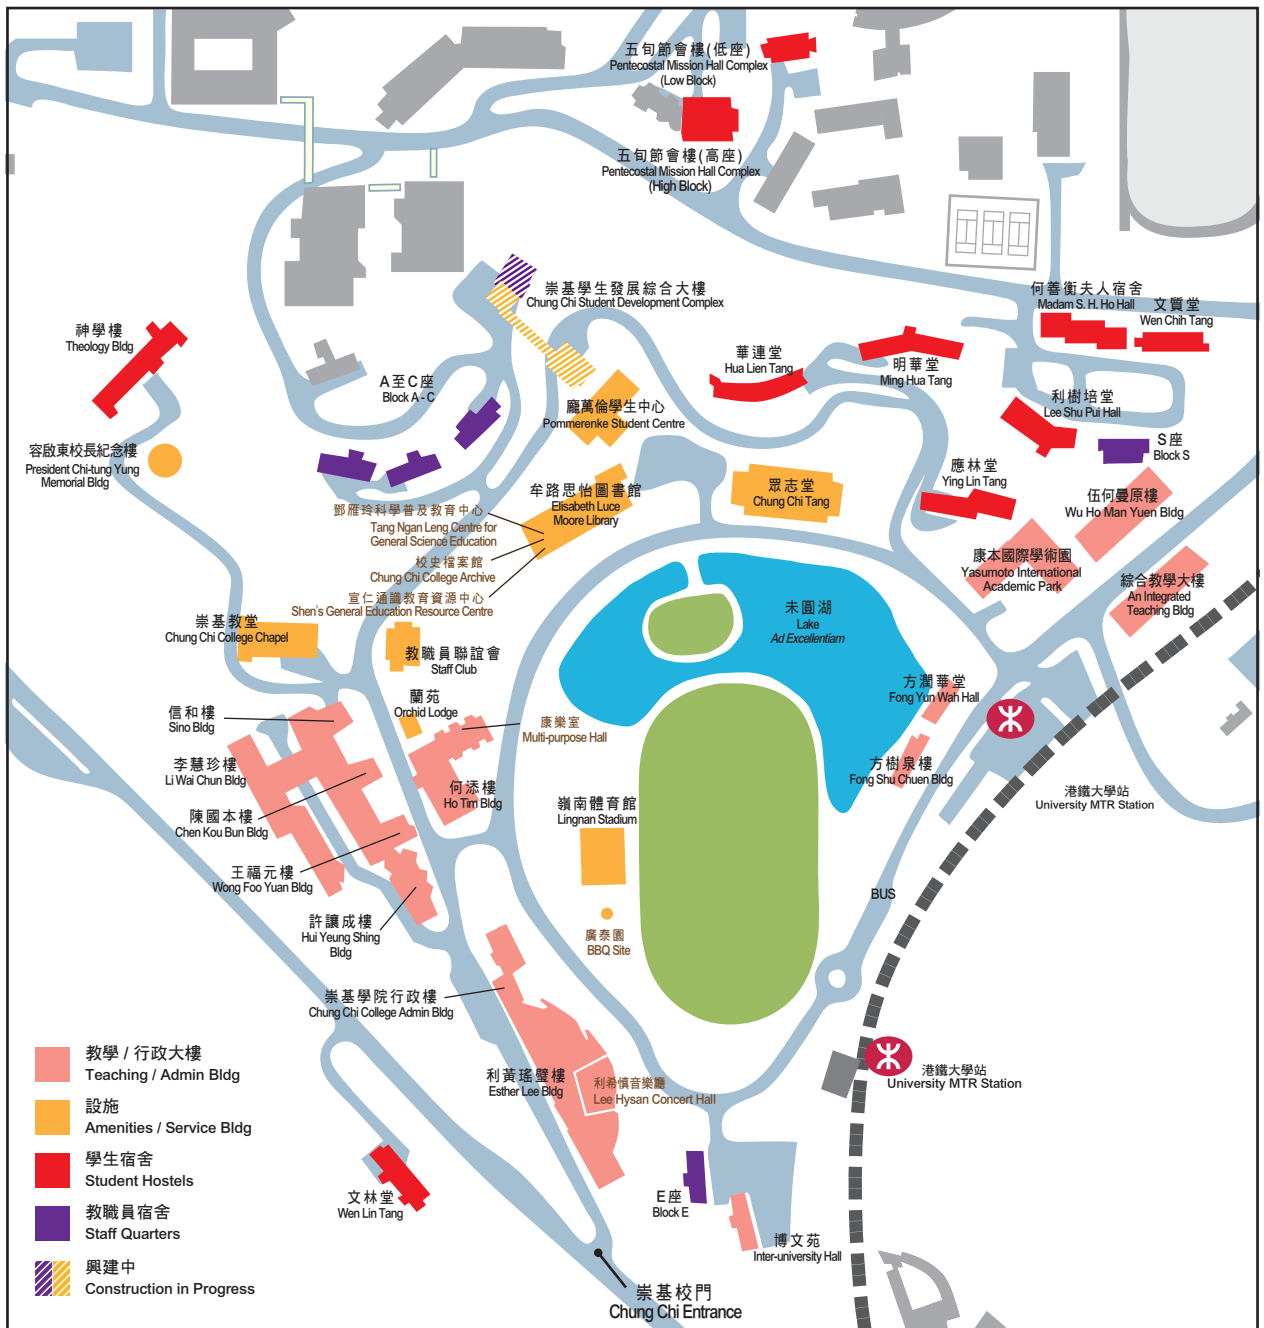 五旬節會樓(低座)
Pentecostal Mission Hall Complex
(Low Block)
五旬節會樓(高座)
Pentecostal Mission Hall Complex
(High Block)
崇基學生發展綜合大樓
Chung Chi Student Development Complex
何善衡夫人宿舍
Madam S. H. Ho Hall
文質堂
Wen Chih Tang
神學樓
Theology Bldg
華連堂
Hua Lien Tang
明華堂
Ming Hua Tang
A至C座
Block A - C
利樹培堂
Lee Shu Pui Hall
龐萬倫學生中心
Pommerenke Student Centre
S座
Block S
容啟東校長紀念樓
President Chi-tung Yung
Memorial Bldg
應林堂
Ying Lin Tang
眾志堂
Chung Chi Tang
牟路思怡圖書館
Elisabeth Luce
Moore Library
伍何曼原樓
Wu Ho Man Yuen Bldg
鄧雁玲科學普及教育中心
Tang Ngan Leng Centre for
General Science Education
校史檔案館
Chung Chi College Archive
宣仁通識教育資源中心
Shen's General Education Resource Centre
康本國際學術園
Yasumoto International
Academic Park
綜合教學大樓
An Integrated
Teaching Bldg
未圓湖
Lake
Ad Excellentiam
崇基教堂
Chung Chi College Chapel
教職員聯誼會
Staff Club
方潤華堂
Fong Yun Wah Hall
蘭苑
Orchid Lodge
信和樓
Sino Bldg
康樂室
Multi-purpose Hall
李慧珍樓
Li Wai Chun Bldg
方樹泉樓
Fong Shu Chuen Bldg
何添樓
Ho Tim Bldg
港鐵大學站
University MTR Station
嶺南體育館
Lingnan Stadium
陳國本樓
Chen Kou Bun Bldg
王福元樓
Wong Foo Yuan Bldg
BUS
許讓成樓
Hui Yeung Shing
Bldg
廣泰園
BBQ Site
崇基學院行政樓
Chung Chi College Admin Bldg
教學 / 行政大樓
Teaching / Admin Bldg
利黃瑤璧樓
Esther Lee Bldg
利希慎音樂廳
Lee Hysan Concert Hall
港鐵大學站
University MTR Station
設施
Amenities / Service Bldg
學生宿舍
Student Hostels
文林堂
Wen Lin Tang
E座
Block E
教職員宿舍
Staff Quarters
博文苑
Inter-university Hall
興建中
Construction in Progress
崇基校門
Chung Chi Entrance